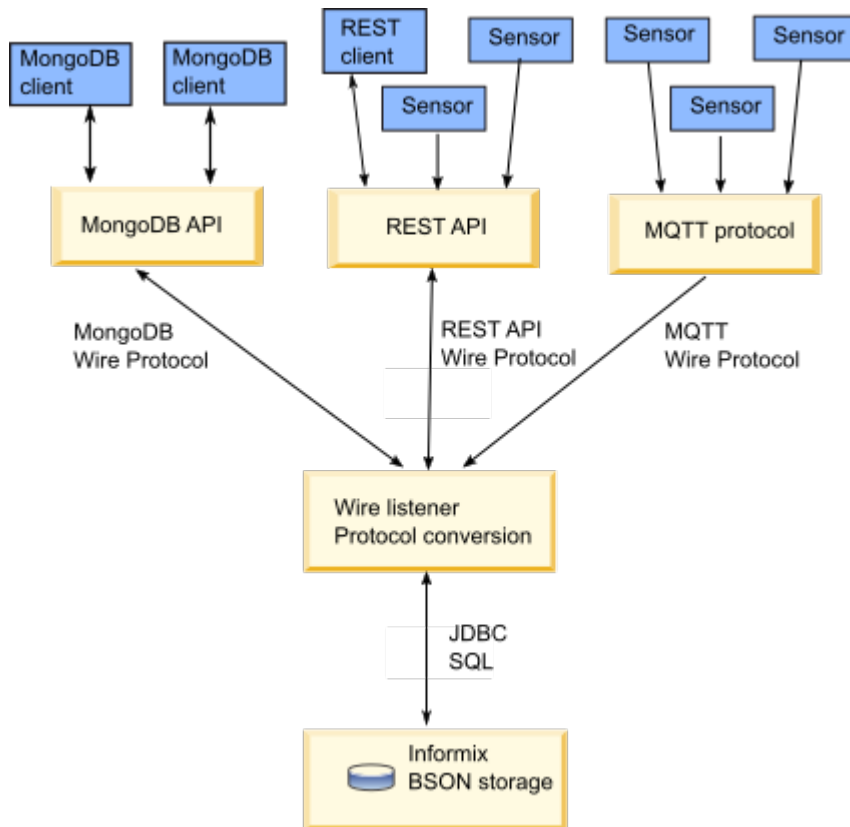 MongoDB
client
MongoDB
client
REST
client
Sensor
Sensor
Sensor
Sensor
Sensor
MongoDB API
REST API
MQTT protocol
MongoDB
Wire Protocol
REST API
Wire Protocol
MQTT
Wire Protocol
Wire listener
Protocol conversion
JDBC
SQL
Informix
BSON storage